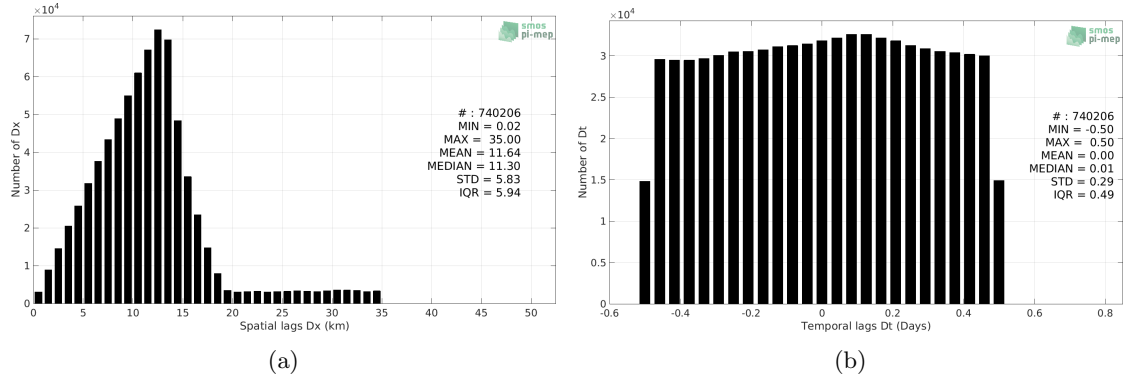 ×10⁴
7
6
5
4
3
2
1
0
Number of Dx
smos
pi-mep
# : 740206
MIN = 0.02
MAX = 35.00
MEAN = 11.64
MEDIAN = 11.30
STD = 5.83
IQR = 5.94
0 5 10 15 20 25 30 35 40 45 50
Spatial lags Dx (km)
(a)
×10⁴
3
2.5
2
1.5
1
0.5
0
Number of Dt
smos
pi-mep
# : 740206
MIN = -0.50
MAX = 0.50
MEAN = 0.00
MEDIAN = 0.01
STD = 0.29
IQR = 0.49
-0.6 -0.4 -0.2 0 0.2 0.4 0.6 0.8
Temporal lags Dt (Days)
(b)